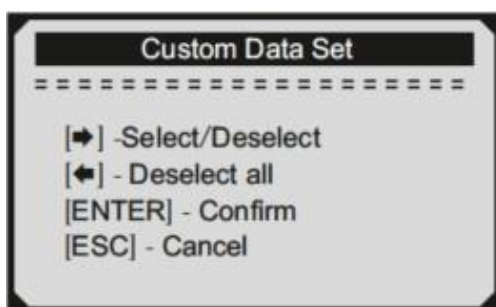 Custom Data Set
====================
[➡] -Select/Deselect
[⬅] - Deselect all
[ENTER] - Confirm
[ESC] - Cancel